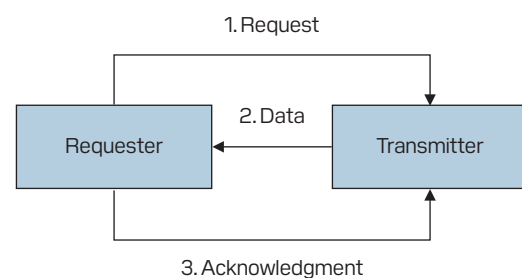 1. Request
2. Data
Requester
Transmitter
3. Acknowledgment